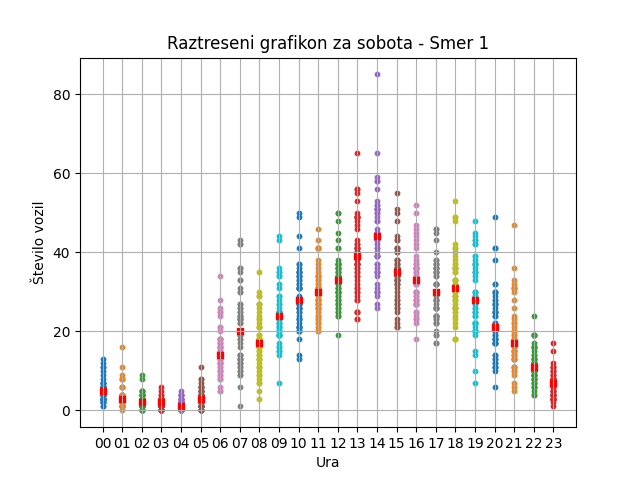 Raztreseni grafikon za sobota - Smer 1
Število vozil
80
60
40
20
0
00 01 02 03 04 05 06 07 08 09 10 11 12 13 14 15 16 17 18 19 20 21 22 23
Ura